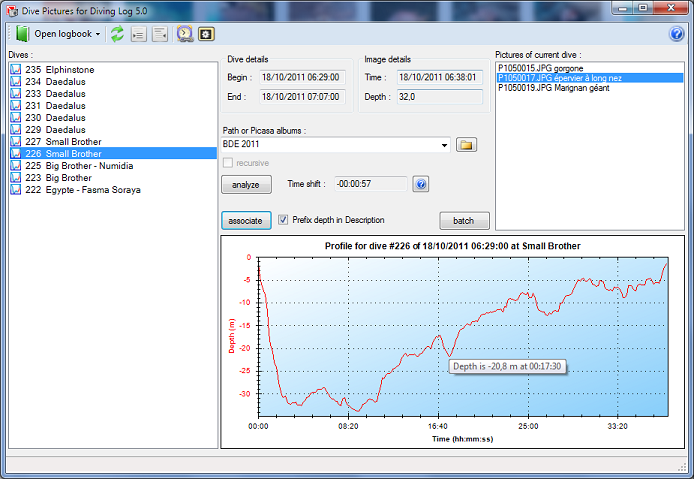 Dive Pictures for Diving Log 5.0
Open logbook
Dives :
235 Elphinstone
234 Daedalus
233 Daedalus
231 Daedalus
230 Daedalus
229 Daedalus
227 Small Brother
226 Small Brother
225 Big Brother - Numidia
223 Big Brother
222 Egypte - Fasma Soraya
Dive details
Begin : 18/10/2011 06:29:00
End : 18/10/2011 07:07:00
Image details
Time : 18/10/2011 06:38:01
Depth : 32,0
Pictures of current dive :
P1050015.JPG gorgone
P1050017.JPG épervier à long nez
P1050019.JPG Marignan géant
Path or Picasa albums :
BDE 2011
recursive
analyze Time shift : -00:00:57
associate Prefix depth in Description batch
Profile for dive #226 of 18/10/2011 06:29:00 at Small Brother
0
-5
-10
-15
-20
-25
-30
Depth (m)
Depth is -20,8 m at 00:17:30
00:00 08:20 16:40 25:00 33:20
Time (hh:mm:ss)